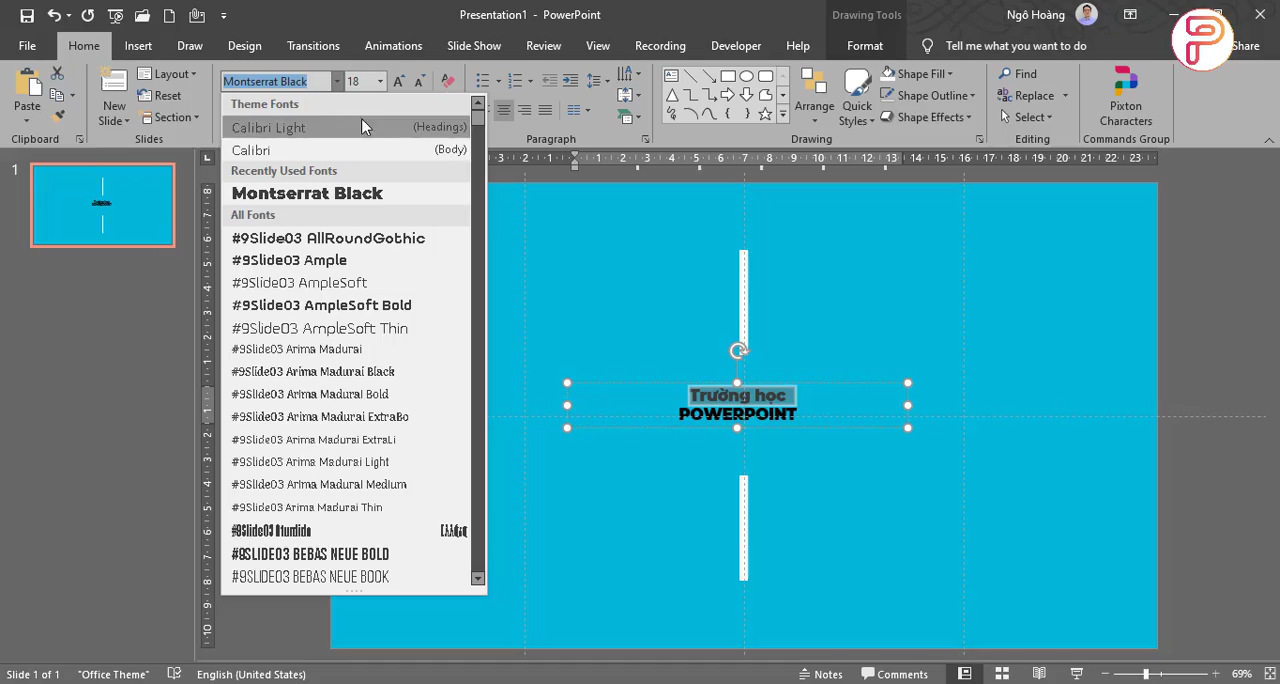 Presentation1 - PowerPoint
Drawing Tools
Ngô Hoàng
File Home Insert Draw Design Transitions Animations Slide Show Review View Recording Developer Help Format Tell me what you want to do Share
Paste
Clipboard
New Slide
Layout
Reset
Section
Slides
Montserrat Black 18
Paragraph
Arrange
Quick Styles
Shape Fill
Shape Outline
Shape Effects
Drawing
Find
Replace
Select
Editing
Pixton Characters
Commands Group
Theme Fonts
Calibri Light (Headings)
Calibri (Body)
Recently Used Fonts
Montserrat Black
All Fonts
#9Slide03 AllRoundGothic
#9Slide03 Ample
#9Slide03 AmpleSoft
#9Slide03 AmpleSoft Bold
#9Slide03 AmpleSoft Thin
#9Slide03 Arima Madurai
#9Slide03 Arima Madurai Black
#9Slide03 Arima Madurai Bold
#9Slide03 Arima Madurai ExtraBo
#9Slide03 Arima Madurai ExtraLi
#9Slide03 Arima Madurai Light
#9Slide03 Arima Madurai Medium
#9Slide03 Arima Madurai Thin
#9Slide03
#9SLIDE03 BEBAS NEUE BOLD
#9SLIDE03 BEBAS NEUE BOOK
1
Trường học
POWERPOINT
Slide 1 of 1 "Office Theme" English (United States) Notes Comments 69%